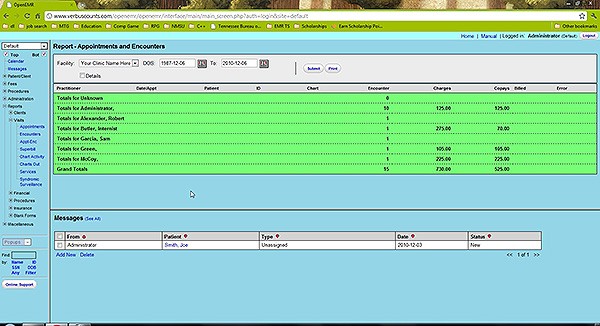 OpenEMR
www.verbuscounts.com/openemr/openemr/interface/main/main_screen.php?auth=login&site=default
dl job search MTM Education Comp Game RPG NMSU C++ Tennessee Bureau o... EMR TS Scholarships Earn Scholarship Poi...
Other bookmarks
Default
Home | Manual | Logged in: Administrator (Default) Logout
Top Bot
Calendar
Messages
Patient/Client
Fees
Procedures
Administration
Reports
Clients
Visits
Appointments
Encounters
Appt-Enc
Superbill
Chart Activity
Charts Out
Services
Syndromic
Surveillance
Financial
Procedures
Insurance
Blank Forms
Miscellaneous
Popups
Find:
by: Name ID
SSN DOB
Any Filter
Online Support
Report - Appointments and Encounters
Facility: Your Clinic Name Here DOS: 1987-12-06 To: 2010-12-06 Submit Print
Details
Practitioner Date/Appt Patient ID Chart Encounter Charges Copays Billed Error
Totals for Unknown 0
Totals for Administrator, 10 125.00 125.00
Totals for Alexander, Robert 1
Totals for Butler, Internist 1 275.00 70.00
Totals for Garcia, Sam 1
Totals for Green, 1 105.00 105.00
Totals for McCoy, 1 225.00 225.00
Grand Totals 15 730.00 525.00
Messages (See All)
From Patient Type Date Status
Administrator Smith, Joe Unassigned 2010-12-03 New
Add New Delete << 1 of 1 >>